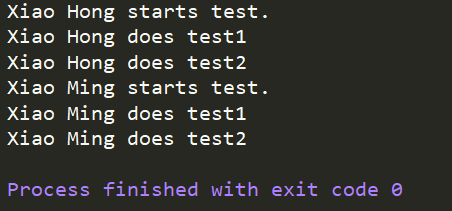 Xiao Hong starts test.
Xiao Hong does test1
Xiao Hong does test2
Xiao Ming starts test.
Xiao Ming does test1
Xiao Ming does test2
Process finished with exit code 0